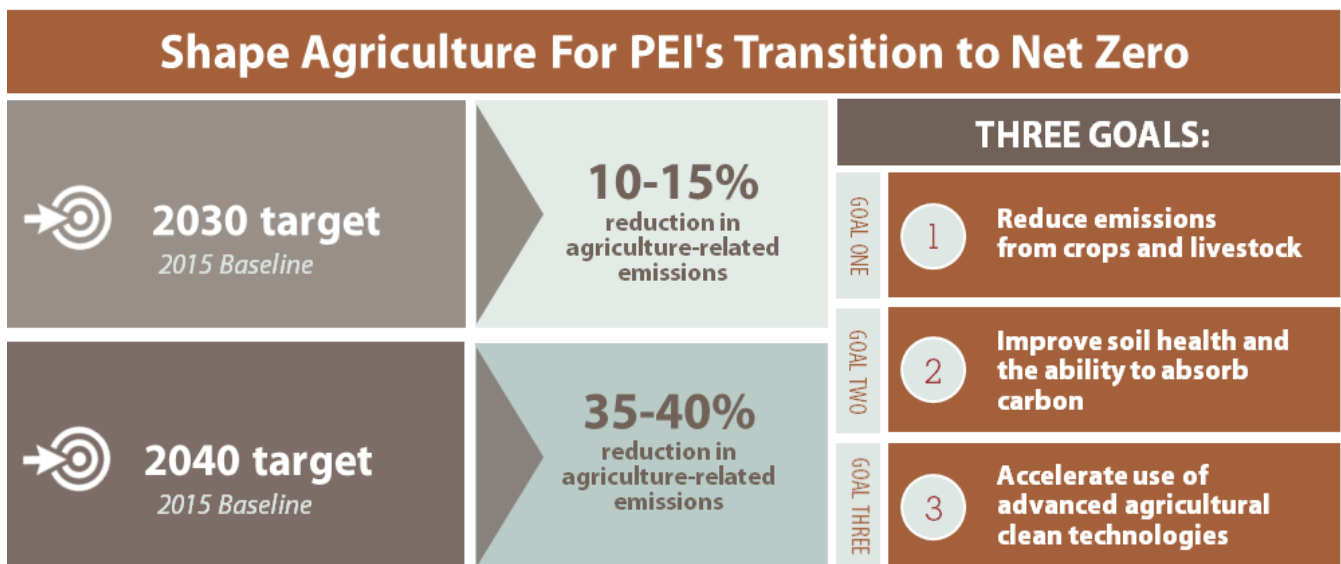 Shape Agriculture For PEI's Transition to Net Zero
2030 target
2015 Baseline
10-15%
reduction in
agriculture-related
emissions
2040 target
2015 Baseline
35-40%
reduction in
agriculture-related
emissions
THREE GOALS:
GOAL ONE
1
Reduce emissions
from crops and livestock
GOAL TWO
2
Improve soil health and
the ability to absorb
carbon
GOAL THREE
3
Accelerate use of
advanced agricultural
clean technologies